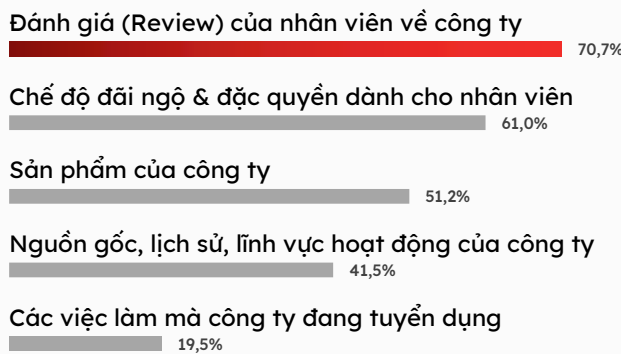 Đánh giá (Review) của nhân viên về công ty
70,7%
Chế độ đãi ngộ & đặc quyền dành cho nhân viên
61,0%
Sản phẩm của công ty
51,2%
Nguồn gốc, lịch sử, lĩnh vực hoạt động của công ty
41,5%
Các việc làm mà công ty đang tuyển dụng
19,5%